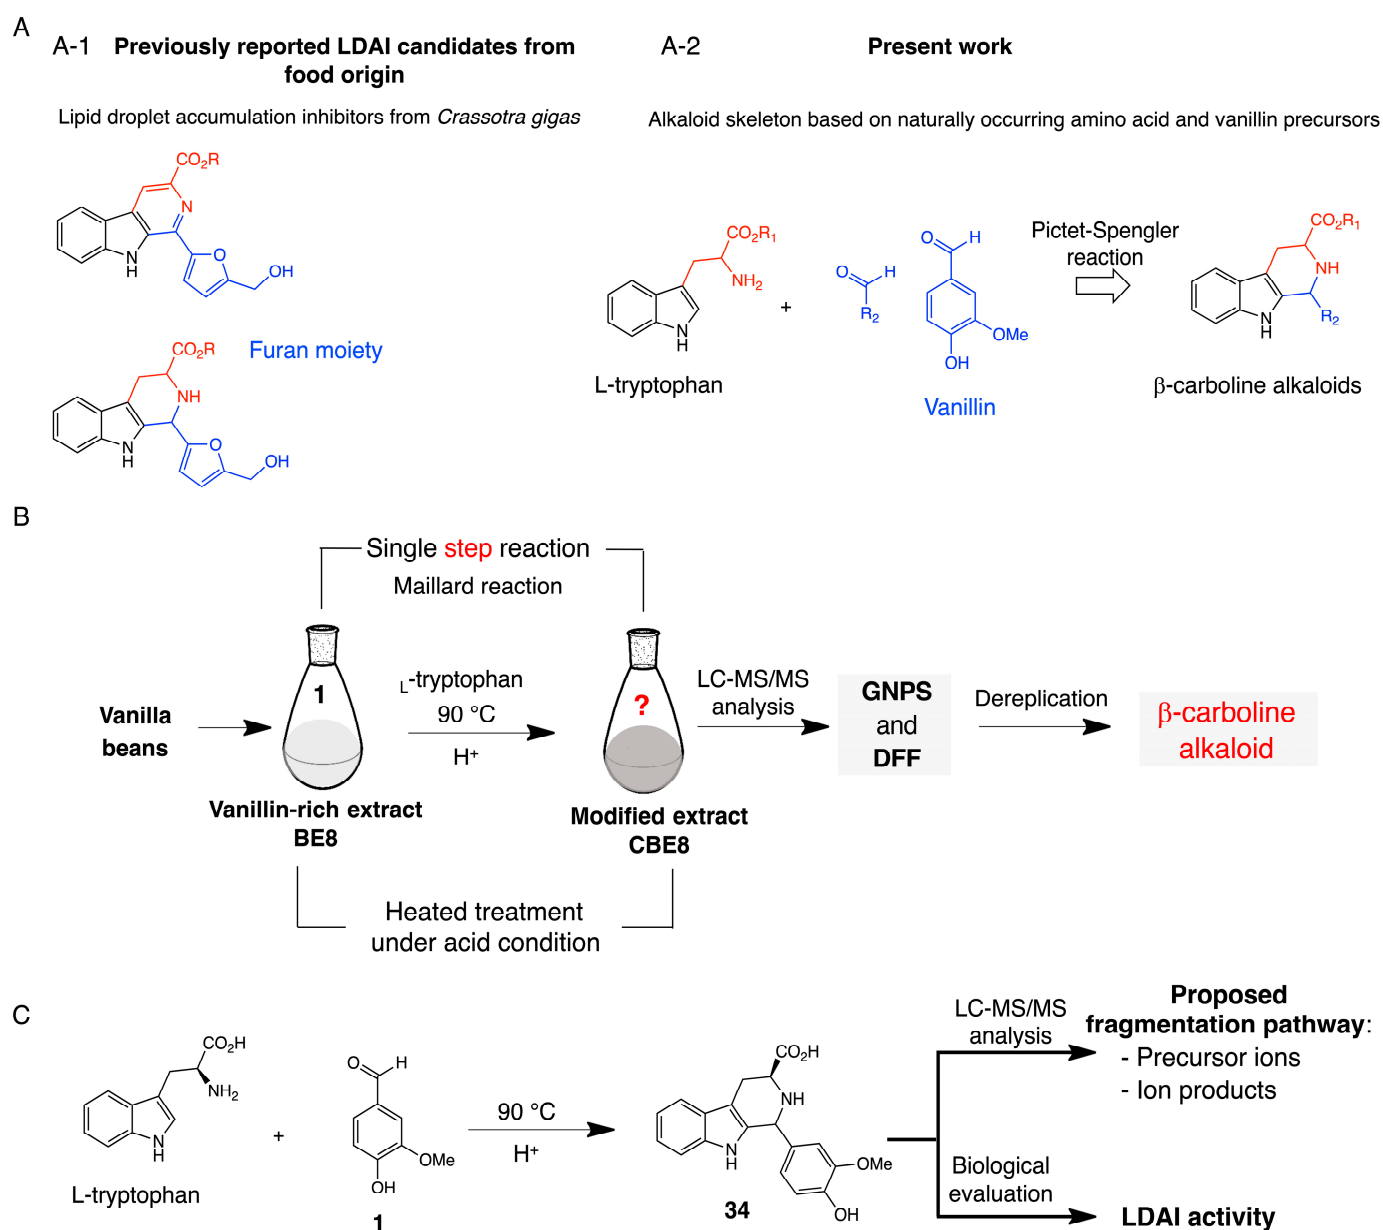 A
A-1 Previously reported LDAI candidates from
food origin
Lipid droplet accumulation inhibitors from Crassotra gigas
CO2R
N
N
H
O
OH
CO2R
Furan moiety
NH
N
H
O
OH
A-2 Present work
Alkaloid skeleton based on naturally occurring amino acid and vanillin precursors
CO2R1
NH2
N
H
L-tryptophan
+
O
H
R2
O
H
OMe
OH
Vanillin
Pictet-Spengler
reaction
CO2R1
NH
N
H
R2
β-carboline alkaloids
B
Single step reaction
Maillard reaction
Vanilla
beans
1
Vanillin-rich extract
BE8
L-tryptophan
90 °C
H+
?
Modified extract
CBE8
LC-MS/MS
analysis
GNPS
and
DFF
Dereplication
β-carboline
alkaloid
Heated treatment
under acid condition
C
CO2H
NH2
N
H
L-tryptophan
+
O
H
OMe
OH
1
90 °C
H+
CO2H
NH
N
H
OMe
OH
34
LC-MS/MS
analysis
Proposed
fragmentation pathway:
- Precursor ions
- Ion products
Biological
evaluation
LDAI activity